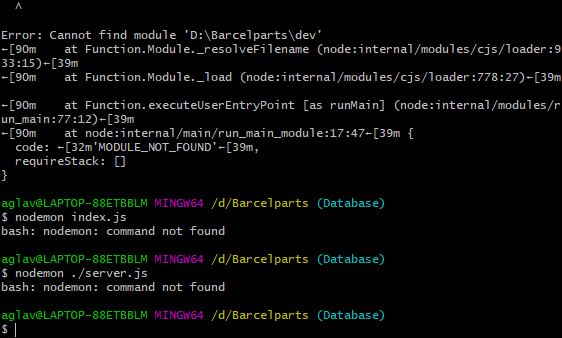 ^
Error: Cannot find module 'D:\Barcelparts\dev'
←[90m    at Function.Module._resolveFilename (node:internal/modules/cjs/loader:9
33:15)←[39m
←[90m    at Function.Module._load (node:internal/modules/cjs/loader:778:27)←[39m
←[90m    at Function.executeUserEntryPoint [as runMain] (node:internal/modules/r
un_main:77:12)←[39m
←[90m    at node:internal/main/run_main_module:17:47←[39m {
  code: ←[32m'MODULE_NOT_FOUND'←[39m,
  requireStack: []
}
aglav@LAPTOP-88ETBBLM MINGW64 /d/Barcelparts (Database)
$ nodemon index.js
bash: nodemon: command not found
aglav@LAPTOP-88ETBBLM MINGW64 /d/Barcelparts (Database)
$ nodemon ./server.js
bash: nodemon: command not found
aglav@LAPTOP-88ETBBLM MINGW64 /d/Barcelparts (Database)
$